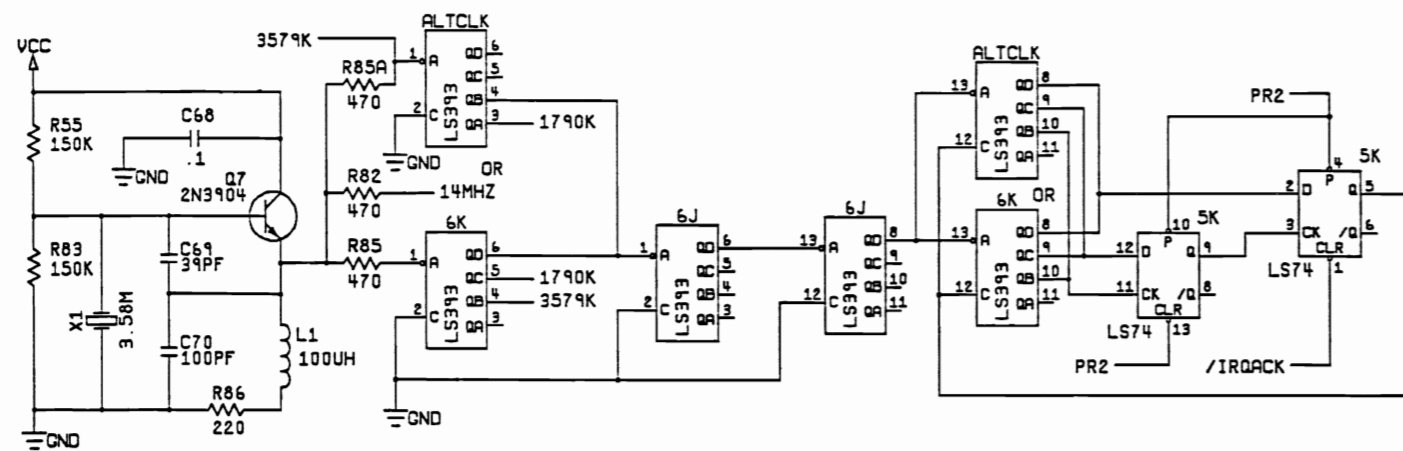 VCC
R55
150K
R83
150K
X1
3.58M
C68
.1
GND
Q7
2N3904
C69
39PF
C70
100PF
L1
100UH
R86
220
GND
3579K
R85A
470
R82
470
14MHZ
R85
470
ALTCLK
1 A QD 6
QC 5
QB 4
2 C QA 3
LS393
1790K
GND
OR
6K
1 A QD 6
QC 5
QB 4
2 C QA 3
LS393
1790K
3579K
GND
6J
1 A QD 6
QC 5
QB 4
2 C QA 3
LS393
6J
13 A QD 8
QC 9
QB 10
12 C QA 11
LS393
ALTCLK
13 A QD 8
QC 9
QB 10
12 C QA 11
LS393
OR
6K
13 A QD 8
QC 9
QB 10
12 C QA 11
LS393
5K
10
P
12 D Q 9
11 CK /Q 8
CLR
LS74 13
PR2
PR2
4 5K
P
2 D Q 5
3 CK /Q 6
CLR
LS74 1
/IRQACK